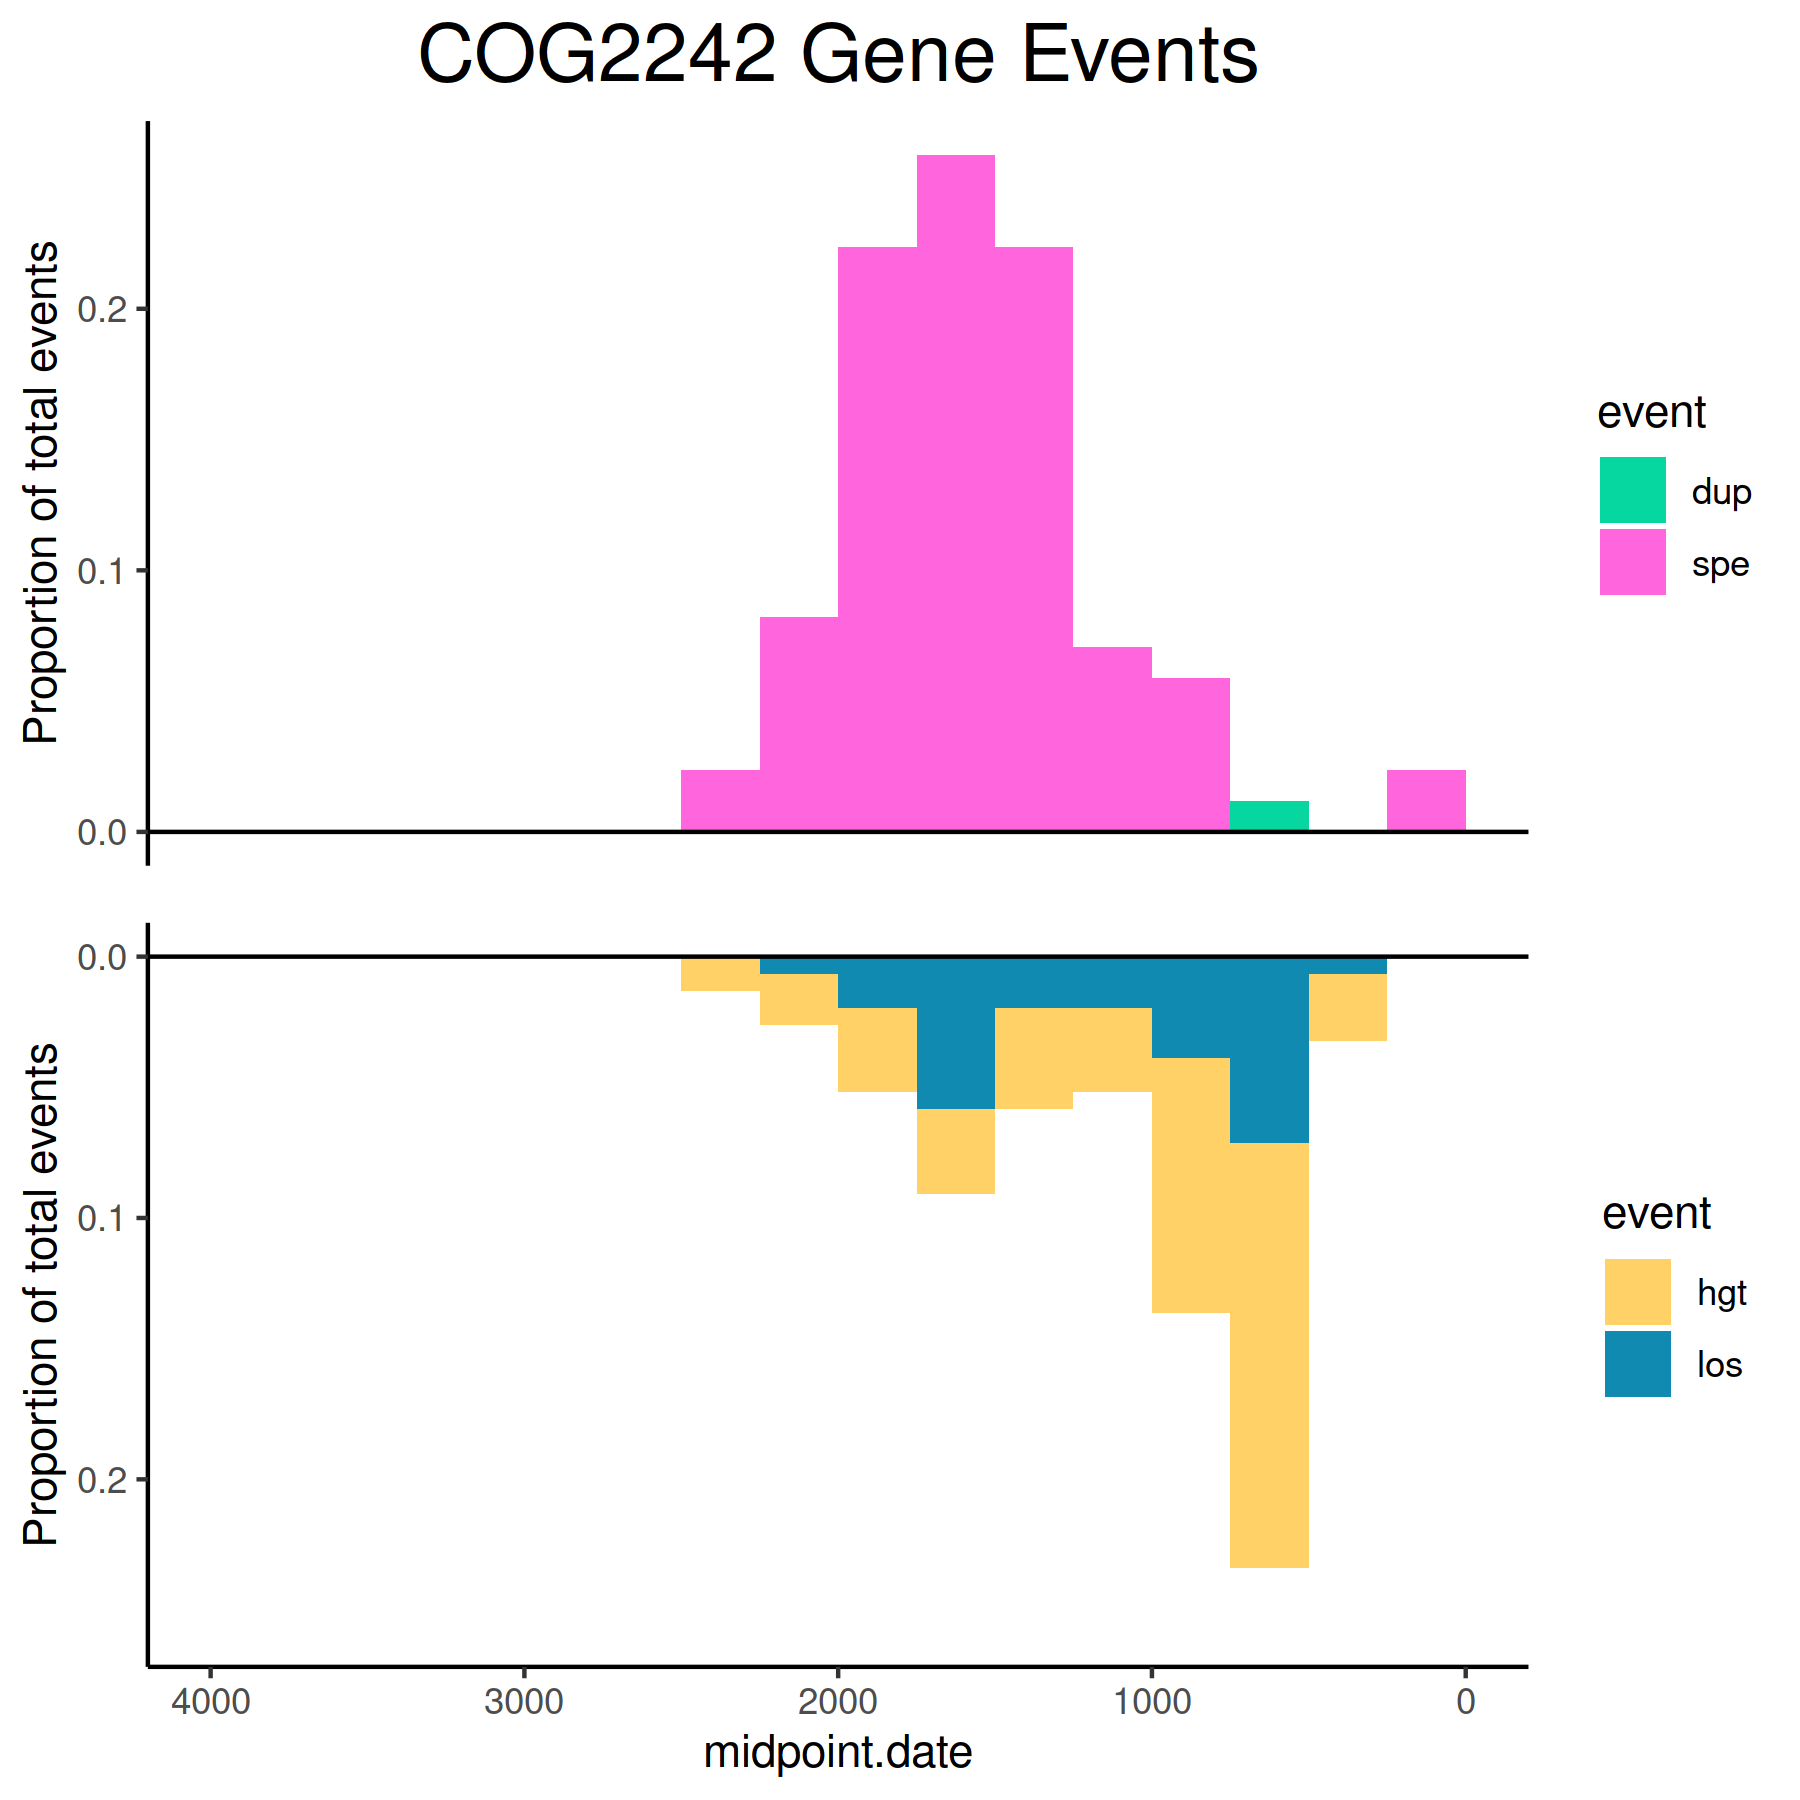 COG2242 Gene Events
Proportion of total events
0.2
0.1
0.0
event
dup
spe
Proportion of total events
0.0
0.1
0.2
event
hgt
los
4000
3000
2000
1000
0
midpoint.date